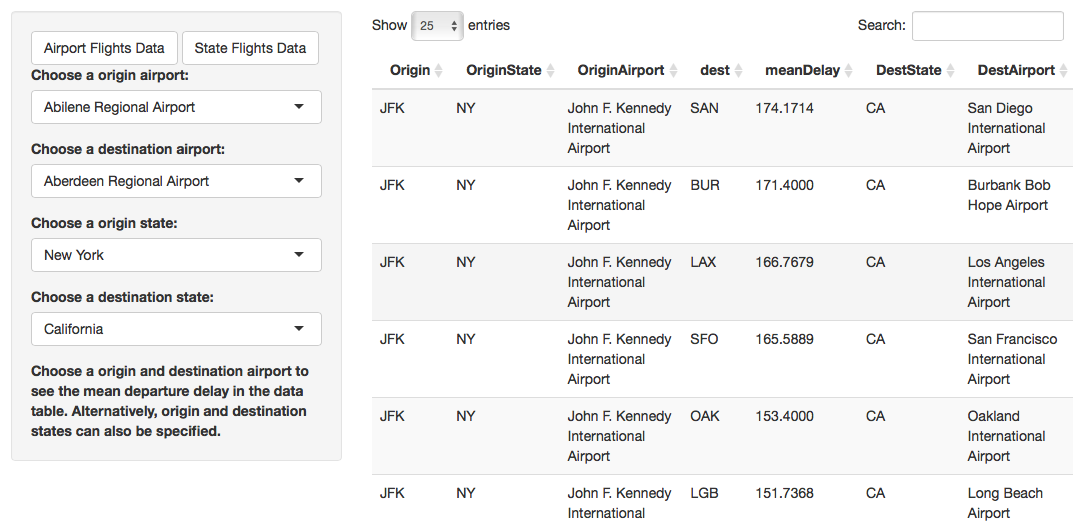 Airport Flights Data State Flights Data
Choose a origin airport:
Abilene Regional Airport
Choose a destination airport:
Aberdeen Regional Airport
Choose a origin state:
New York
Choose a destination state:
California
Choose a origin and destination airport to
see the mean departure delay in the data
table. Alternatively, origin and destination
states can also be specified.
Show 25 entries Search:
Origin OriginState OriginAirport dest meanDelay DestState DestAirport
JFK NY John F. Kennedy SAN 174.1714 CA San Diego
International International
Airport Airport
JFK NY John F. Kennedy BUR 171.4000 CA Burbank Bob
International Hope Airport
Airport
JFK NY John F. Kennedy LAX 166.7679 CA Los Angeles
International International
Airport Airport
JFK NY John F. Kennedy SFO 165.5889 CA San Francisco
International International
Airport Airport
JFK NY John F. Kennedy OAK 153.4000 CA Oakland
International International
Airport Airport
JFK NY John F. Kennedy LGB 151.7368 CA Long Beach
International Airport